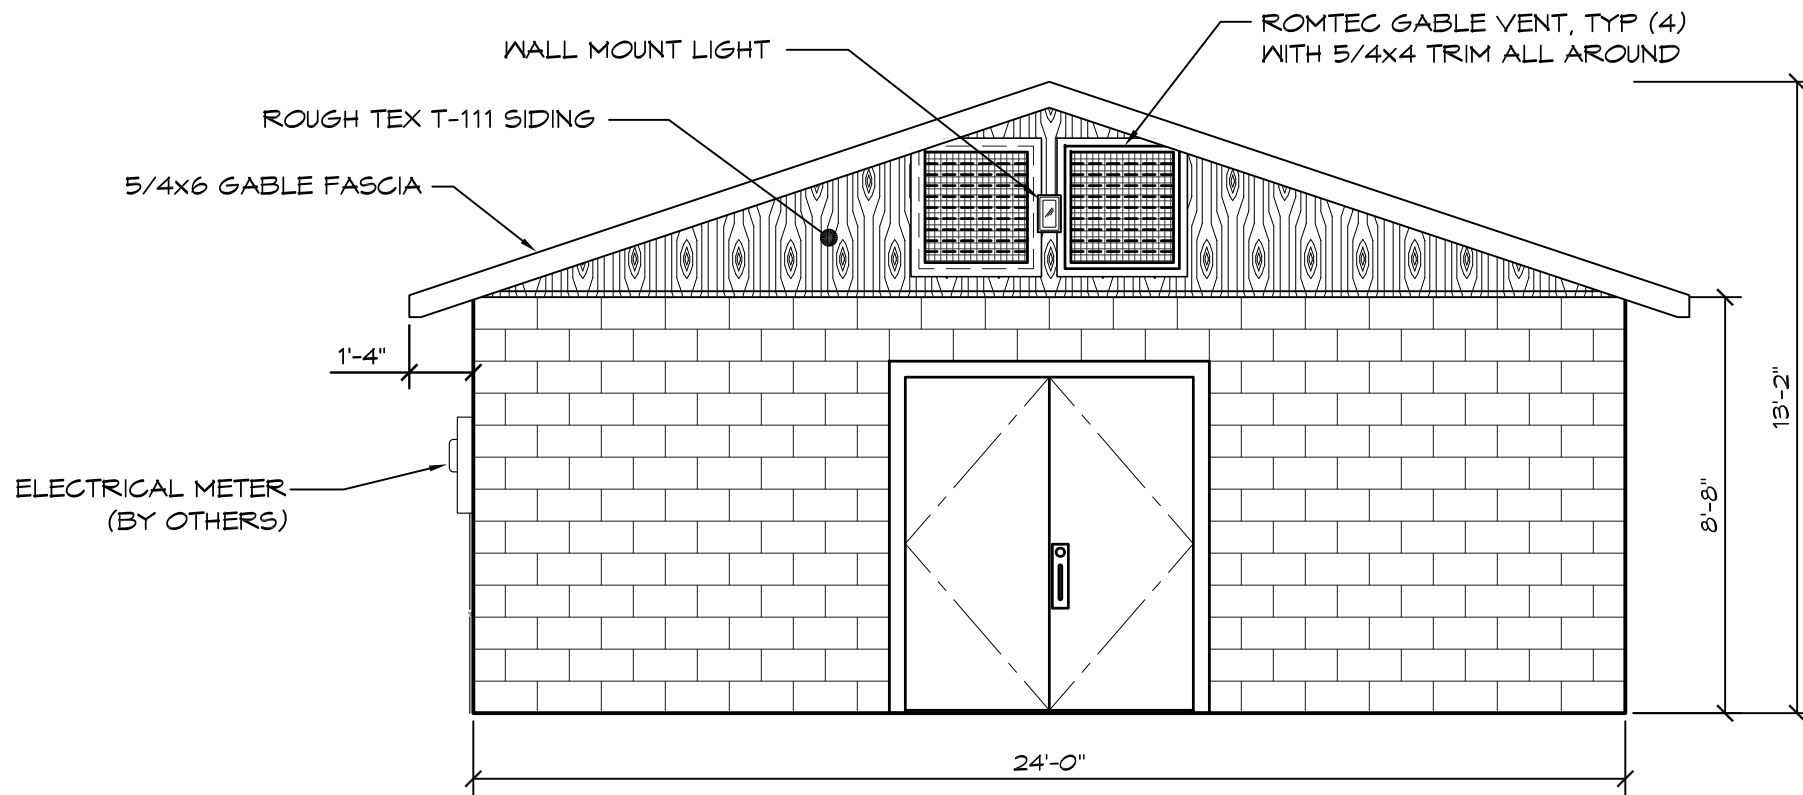 ROMTEC GABLE VENT, TYP (4)
WITH 5/4x4 TRIM ALL AROUND
WALL MOUNT LIGHT
ROUGH TEX T-111 SIDING
5/4x6 GABLE FASCIA
1'-4"
13'-2"
8'-8"
ELECTRICAL METER
(BY OTHERS)
24'-0"